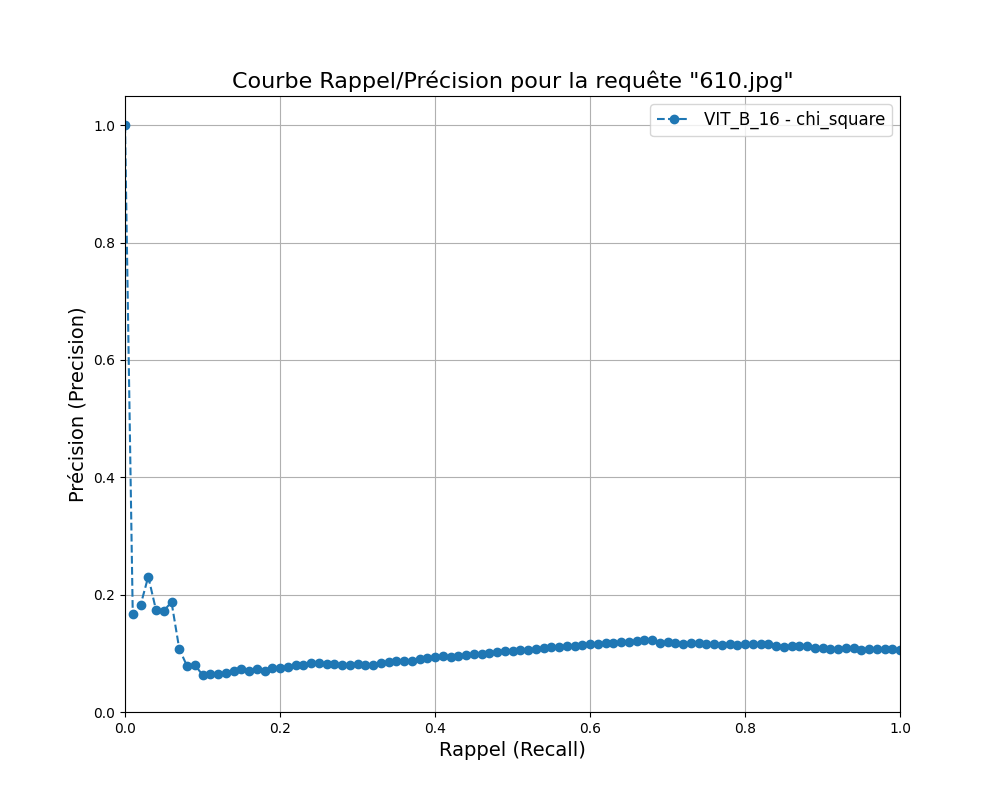 Courbe Rappel/Précision pour la requête "610.jpg"
VIT_B_16 - chi_square
1.0
0.8
0.6
0.4
0.2
0.0
Précision (Precision)
0.0 0.2 0.4 0.6 0.8 1.0
Rappel (Recall)